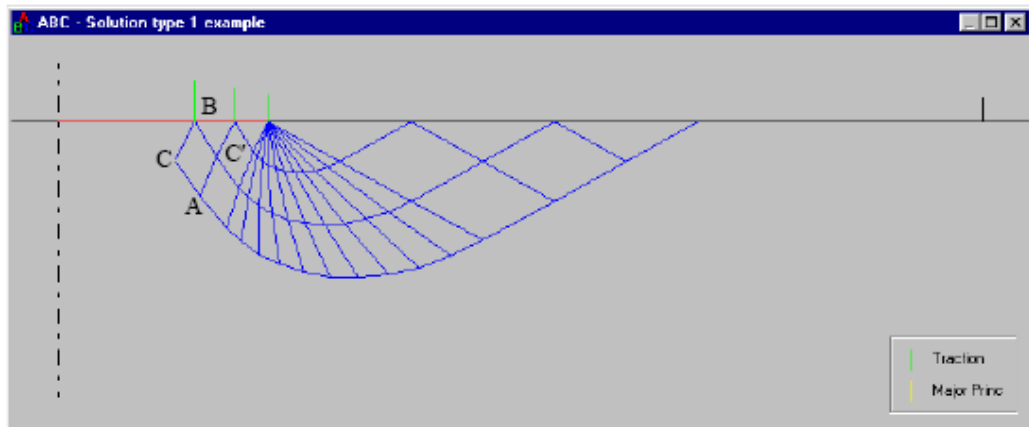 ABC - Solution type 1 example
B
C
C'
A
Traction
Major Princ